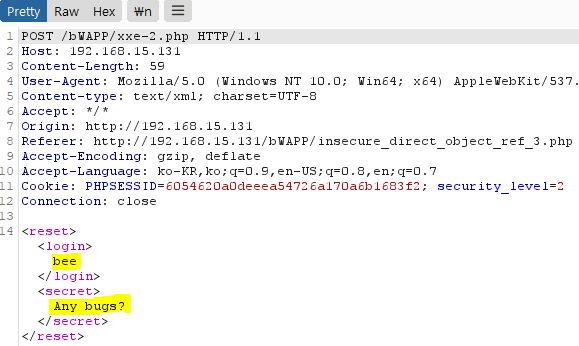 Pretty Raw Hex ₩n ≡
1 POST /bWAPP/xxe-2.php HTTP/1.1
2 Host: 192.168.15.131
3 Content-Length: 59
4 User-Agent: Mozilla/5.0 (Windows NT 10.0; Win64; x64) AppleWebKit/537.
5 Content-type: text/xml; charset=UTF-8
6 Accept: */*
7 Origin: http://192.168.15.131
8 Referer: http://192.168.15.131/bWAPP/insecure_direct_object_ref_3.php
9 Accept-Encoding: gzip, deflate
10 Accept-Language: ko-KR,ko;q=0.9,en-US;q=0.8,en;q=0.7
11 Cookie: PHPSESSID=6054620a0deeea54726a170a6b1683f2; security_level=2
12 Connection: close
13
14 <reset>
<login>
bee
</login>
<secret>
Any bugs?
</secret>
</reset>